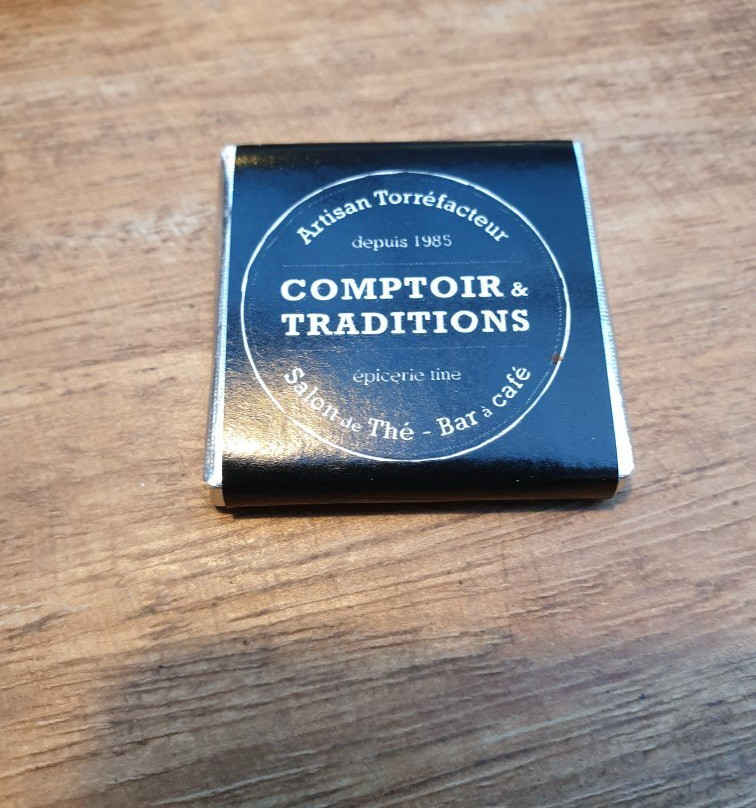 Artisan Torréfacteur
depuis 1985
COMPTOIR &
TRADITIONS
épicerie fine
Salon de Thé - Bar à café